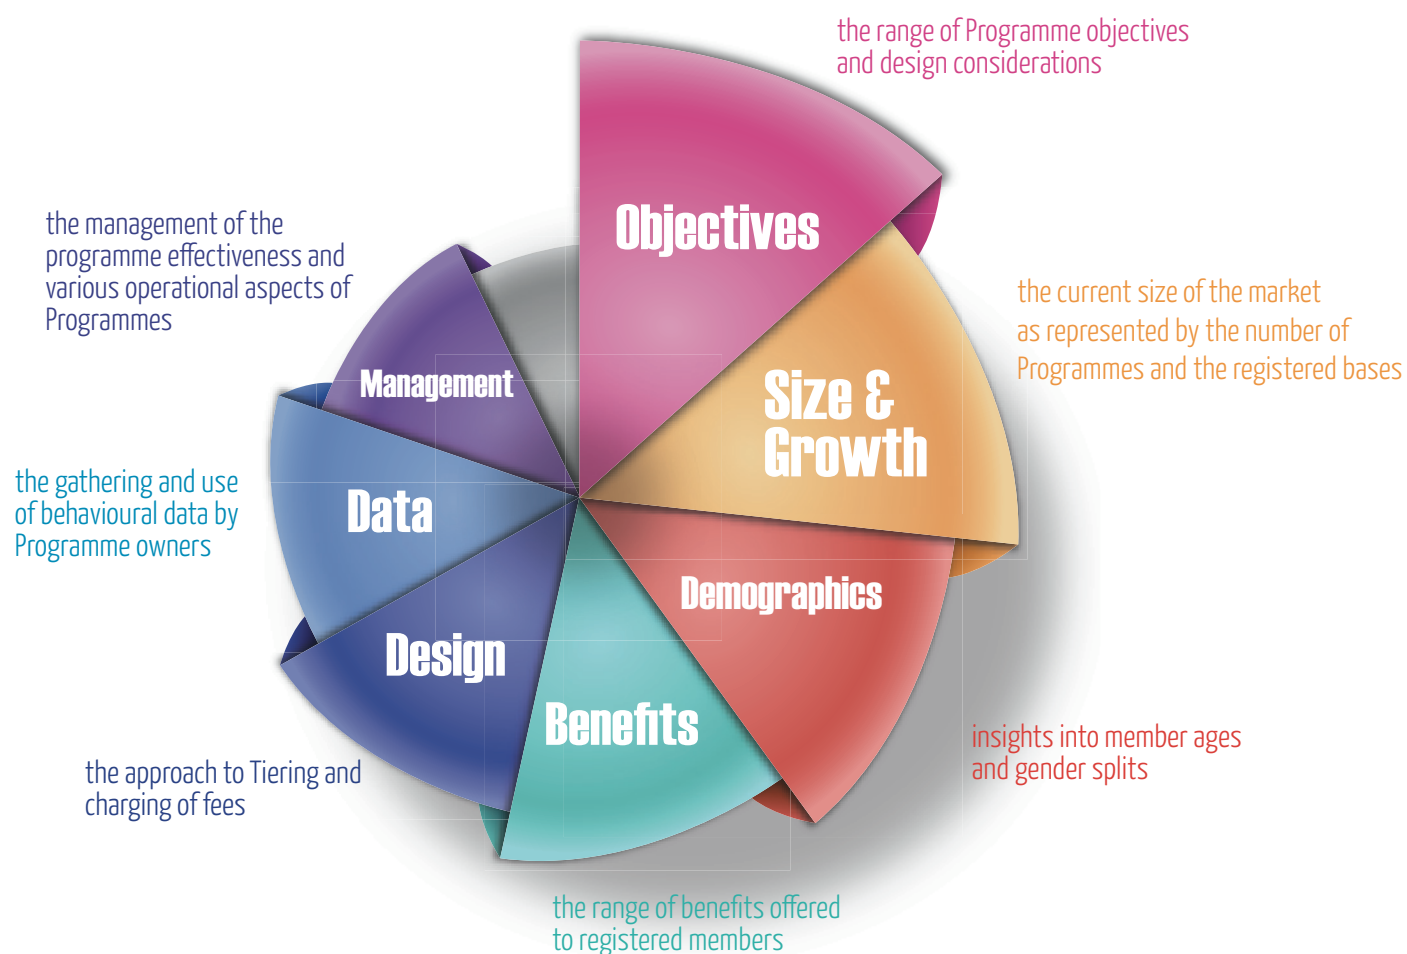 the range of Programme objectives
and design considerations
Objectives
the current size of the market
as represented by the number of
Programmes and the registered bases
Size &
Growth
Demographics
insights into member ages
and gender splits
Benefits
the range of benefits offered
to registered members
Design
the approach to Tiering and
charging of fees
Data
the gathering and use
of behavioural data by
Programme owners
Management
the management of the
programme effectiveness and
various operational aspects of
Programmes